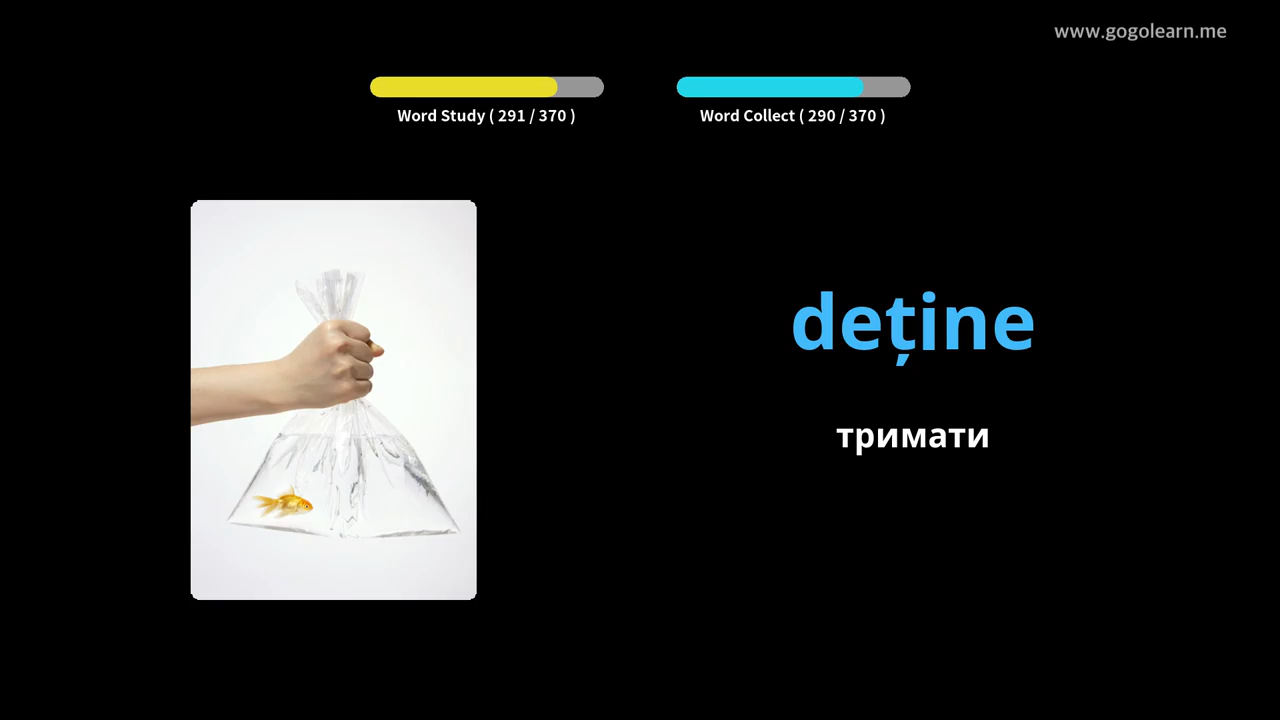 www.gogolearn.me
Word Study ( 291 / 370 )
Word Collect ( 290 / 370 )
deține
тримати